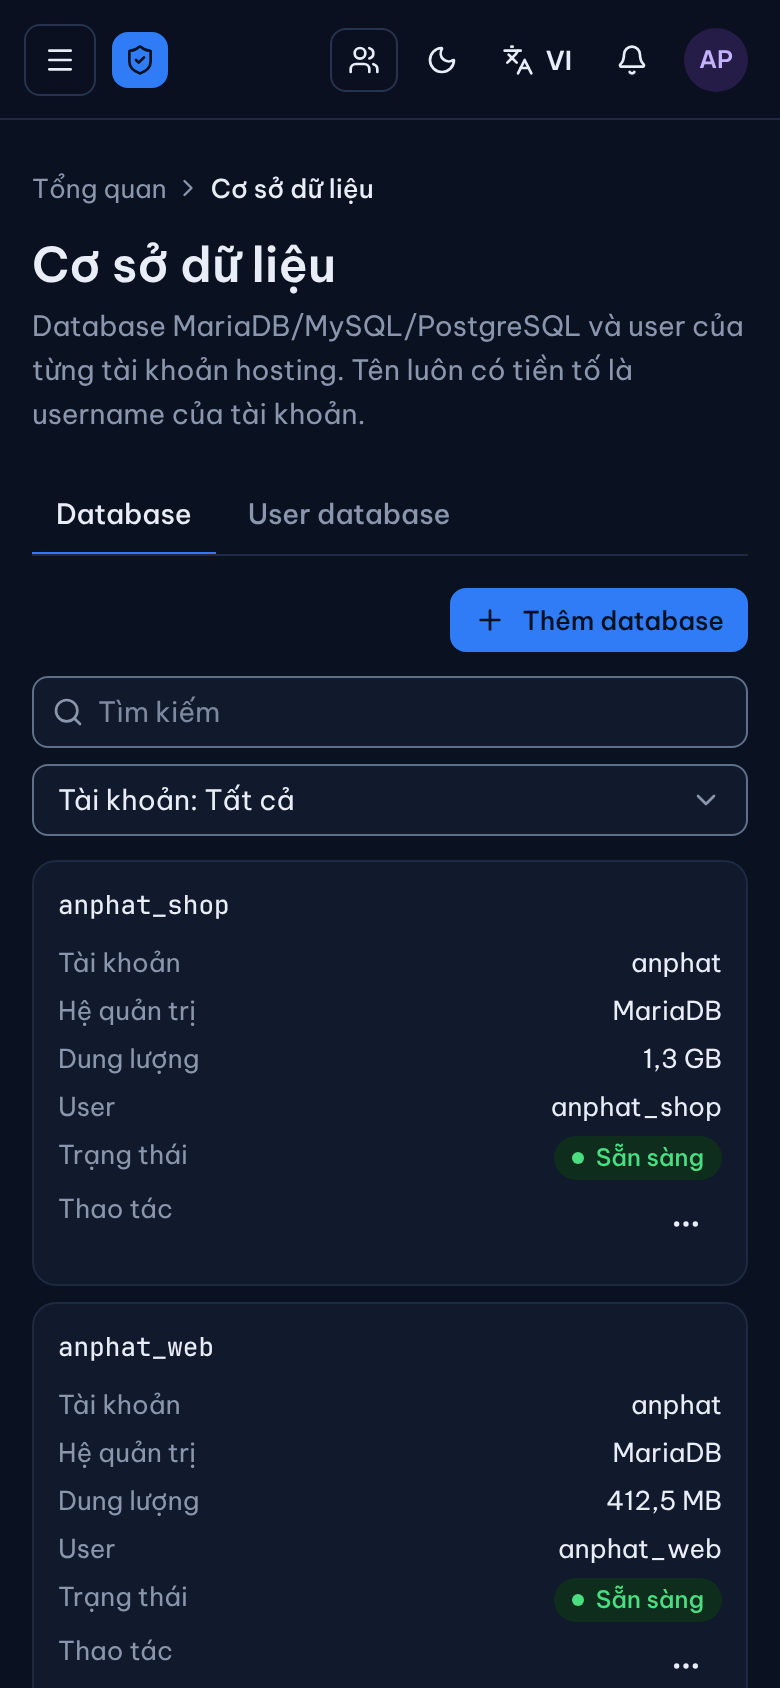 VI
AP
Tổng quan > Cơ sở dữ liệu
Cơ sở dữ liệu
Database MariaDB/MySQL/PostgreSQL và user của
từng tài khoản hosting. Tên luôn có tiền tố là
username của tài khoản.
Database
User database
+ Thêm database
Tìm kiếm
Tài khoản: Tất cả
anphat_shop
Tài khoản anphat
Hệ quản trị MariaDB
Dung lượng 1,3 GB
User anphat_shop
Trạng thái Sẵn sàng
Thao tác ...
anphat_web
Tài khoản anphat
Hệ quản trị MariaDB
Dung lượng 412,5 MB
User anphat_web
Trạng thái Sẵn sàng
Thao tác ...